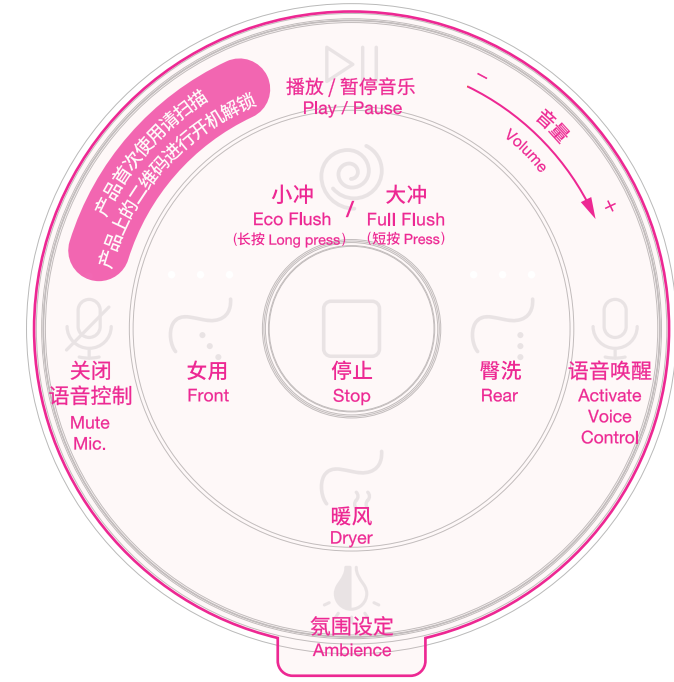 产品首次使用请扫描
产品上的二维码进行开机解锁
播放 / 暂停音乐
Play / Pause
−
音量
Volume
+
小冲 / 大冲
Eco Flush Full Flush
(长按 Long press) (短按 Press)
关闭
语音控制
Mute
Mic.
女用
Front
停止
Stop
臀洗
Rear
语音唤醒
Activate
Voice
Control
暖风
Dryer
氛围设定
Ambience